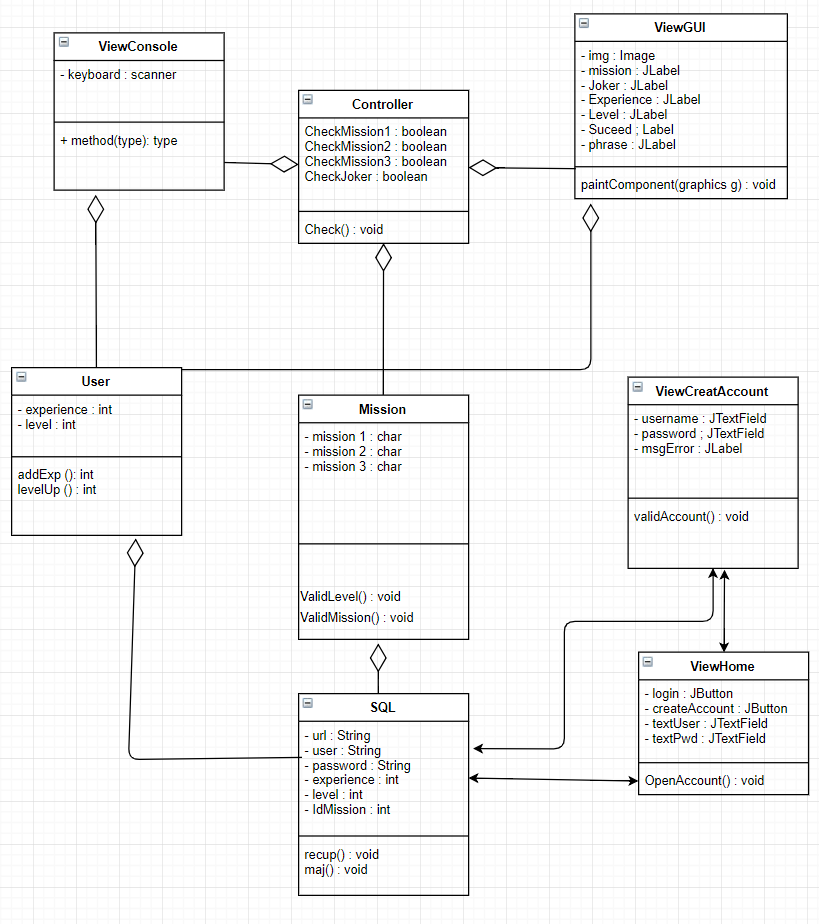 ViewConsole
- keyboard : scanner
+ method(type): type
Controller
CheckMission1 : boolean
CheckMission2 : boolean
CheckMission3 : boolean
CheckJoker : boolean
Check() : void
ViewGUI
- img : Image
- mission : JLabel
- Joker : JLabel
- Experience : JLabel
- Level : JLabel
- Suceed ; Label
- phrase : JLabel
paintComponent(graphics g) : void
User
- experience : int
- level : int
addExp (): int
levelUp () : int
Mission
- mission 1 : char
- mission 2 : char
- mission 3 : char
ValidLevel() : void
ValidMission() : void
ViewCreatAccount
- username : JTextField
- password ; JTextField
- msgError : JLabel
validAccount() : void
ViewHome
- login : JButton
- createAccount : JButton
- textUser : JTextField
- textPwd : JTextField
OpenAccount() : void
SQL
- url : String
- user : String
- password : String
- experience : int
- level : int
- IdMission : int
recup() : void
maj() : void